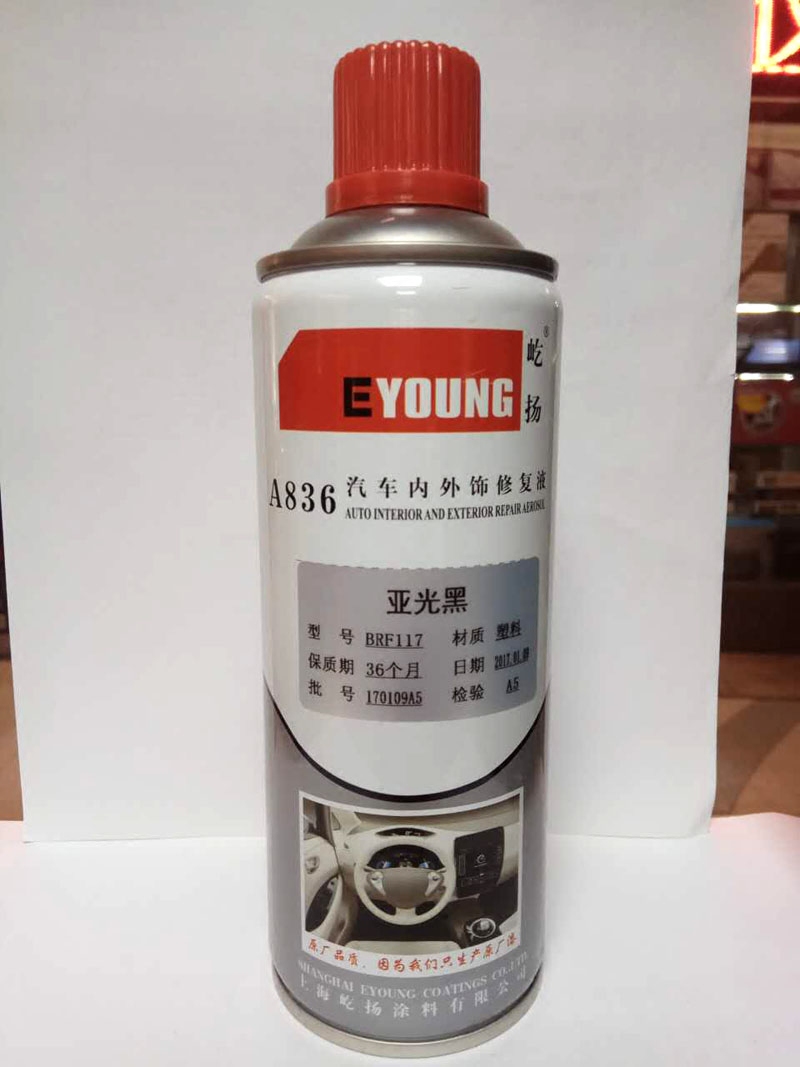 EYOUNG
屹扬®
A836 汽车内外饰修复液
AUTO INTERIOR AND EXTERIOR REPAIR AEROSOL
亚光黑
型号 BRF117 材质 塑料
保质期 36个月 日期 2017.01.09
批号 170109A5 检验 A5
原厂品质，因为我们只生产原厂漆
SHANGHAI EYOUNG COATINGS CO.,LTD.
上海屹扬涂料有限公司